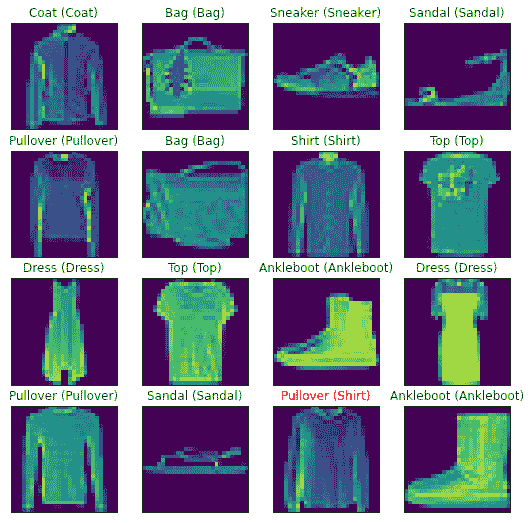 Coat (Coat) Bag (Bag) Sneaker (Sneaker) Sandal (Sandal)
Pullover (Pullover) Bag (Bag) Shirt (Shirt) Top (Top)
Dress (Dress) Top (Top) Ankleboot (Ankleboot) Dress (Dress)
Pullover (Pullover) Sandal (Sandal) Pullover (Shirt) Ankleboot (Ankleboot)